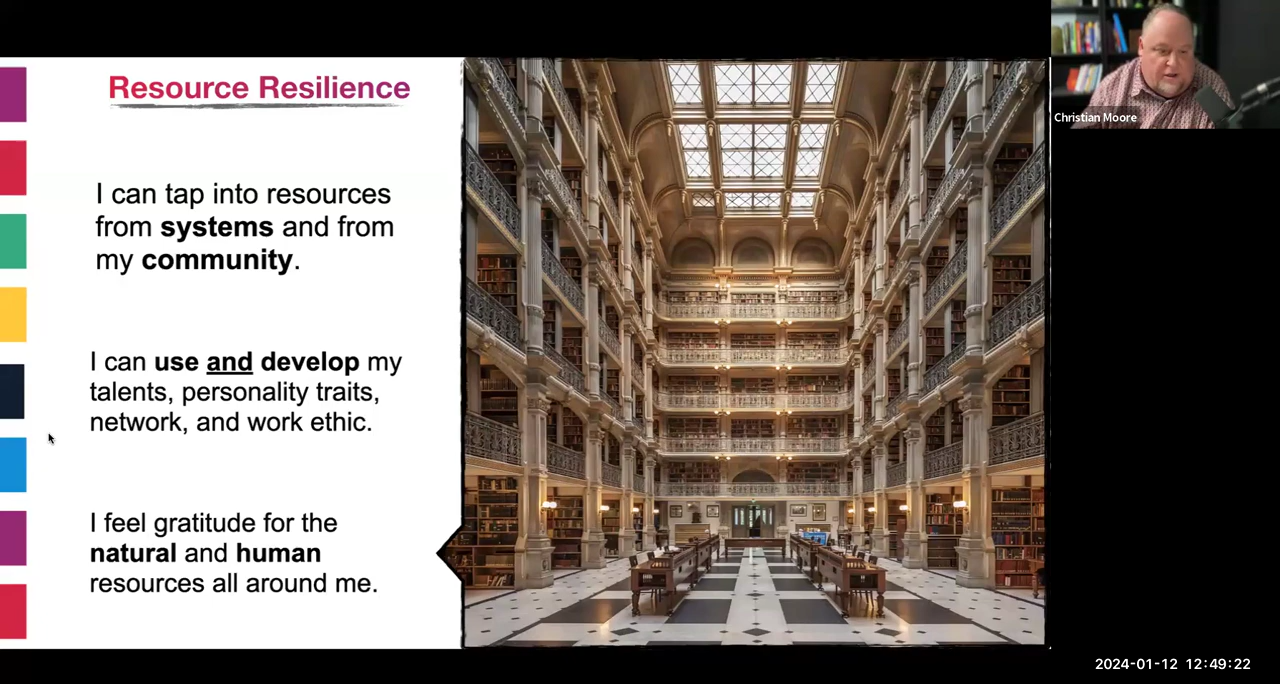 Resource Resilience
I can tap into resources
from systems and from
my community.
I can use and develop my
talents, personality traits,
network, and work ethic.
I feel gratitude for the
natural and human
resources all around me.
Christian Moore
2024-01-12 12:49:22